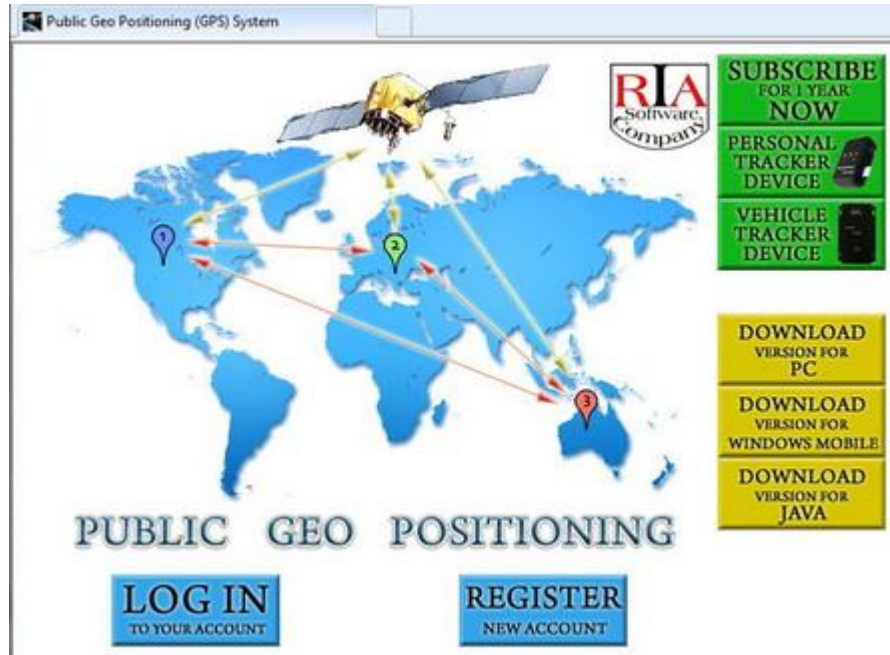 Public Geo Positioning (GPS) System
RIA
Software
Company
SUBSCRIBE
FOR 1 YEAR
NOW
PERSONAL
TRACKER
DEVICE
VEHICLE
TRACKER
DEVICE
1
2
3
DOWNLOAD
VERSION FOR
PC
DOWNLOAD
VERSION FOR
WINDOWS MOBILE
DOWNLOAD
VERSION FOR
JAVA
PUBLIC GEO POSITIONING
LOG IN
TO YOUR ACCOUNT
REGISTER
NEW ACCOUNT